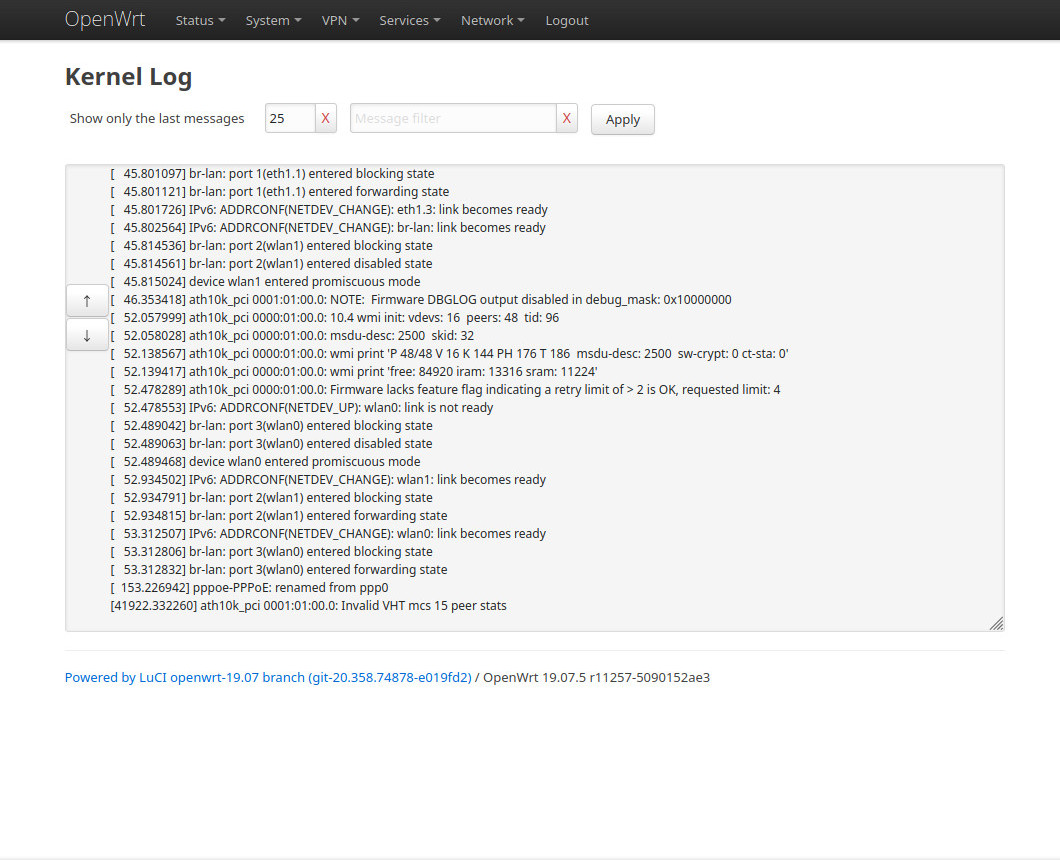 OpenWrt Status System VPN Services Network Logout
Kernel Log
Show only the last messages 25 X Message filter X Apply
[ 45.801097] br-lan: port 1(eth1.1) entered blocking state
[ 45.801121] br-lan: port 1(eth1.1) entered forwarding state
[ 45.801726] IPv6: ADDRCONF(NETDEV_CHANGE): eth1.3: link becomes ready
[ 45.802564] IPv6: ADDRCONF(NETDEV_CHANGE): br-lan: link becomes ready
[ 45.814536] br-lan: port 2(wlan1) entered blocking state
[ 45.814561] br-lan: port 2(wlan1) entered disabled state
[ 45.815024] device wlan1 entered promiscuous mode
↑
[ 46.353418] ath10k_pci 0001:01:00.0: NOTE:  Firmware DBGLOG output disabled in debug_mask: 0x10000000
[ 52.057999] ath10k_pci 0000:01:00.0: 10.4 wmi init: vdevs: 16  peers: 48  tid: 96
↓
[ 52.058028] ath10k_pci 0000:01:00.0: msdu-desc: 2500  skid: 32
[ 52.138567] ath10k_pci 0000:01:00.0: wmi print 'P 48/48 V 16 K 144 PH 176 T 186  msdu-desc: 2500  sw-crypt: 0 ct-sta: 0'
[ 52.139417] ath10k_pci 0000:01:00.0: wmi print 'free: 84920 iram: 13316 sram: 11224'
[ 52.478289] ath10k_pci 0000:01:00.0: Firmware lacks feature flag indicating a retry limit of > 2 is OK, requested limit: 4
[ 52.478553] IPv6: ADDRCONF(NETDEV_UP): wlan0: link is not ready
[ 52.489042] br-lan: port 3(wlan0) entered blocking state
[ 52.489063] br-lan: port 3(wlan0) entered disabled state
[ 52.489468] device wlan0 entered promiscuous mode
[ 52.934502] IPv6: ADDRCONF(NETDEV_CHANGE): wlan1: link becomes ready
[ 52.934791] br-lan: port 2(wlan1) entered blocking state
[ 52.934815] br-lan: port 2(wlan1) entered forwarding state
[ 53.312507] IPv6: ADDRCONF(NETDEV_CHANGE): wlan0: link becomes ready
[ 53.312806] br-lan: port 3(wlan0) entered blocking state
[ 53.312832] br-lan: port 3(wlan0) entered forwarding state
[ 153.226942] pppoe-PPPoE: renamed from ppp0
[41922.332260] ath10k_pci 0001:01:00.0: Invalid VHT mcs 15 peer stats
Powered by LuCI openwrt-19.07 branch (git-20.358.74878-e019fd2) / OpenWrt 19.07.5 r11257-5090152ae3